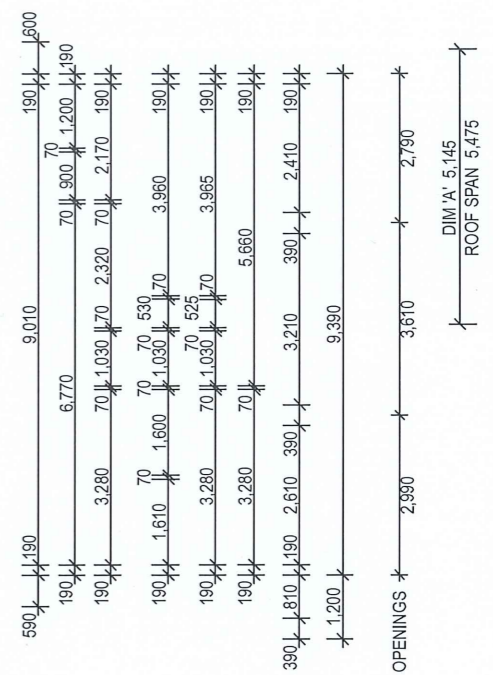 590 190 9,010 190 600
190 6,770 70 900 70 1,200 190
190 3,280 70 1,030 70 2,320 70 2,170 190
190 1,610 70 1,600 70 1,030 70 530 70 3,960 190
190 3,280 70 1,030 70 525 70 3,965 190
190 3,280 70 5,660 190
390 810 190 2,610 390 3,210 390 2,410 190
1,200 9,390
OPENINGS 2,990 3,610 2,790
DIM 'A' 5,145
ROOF SPAN 5,475